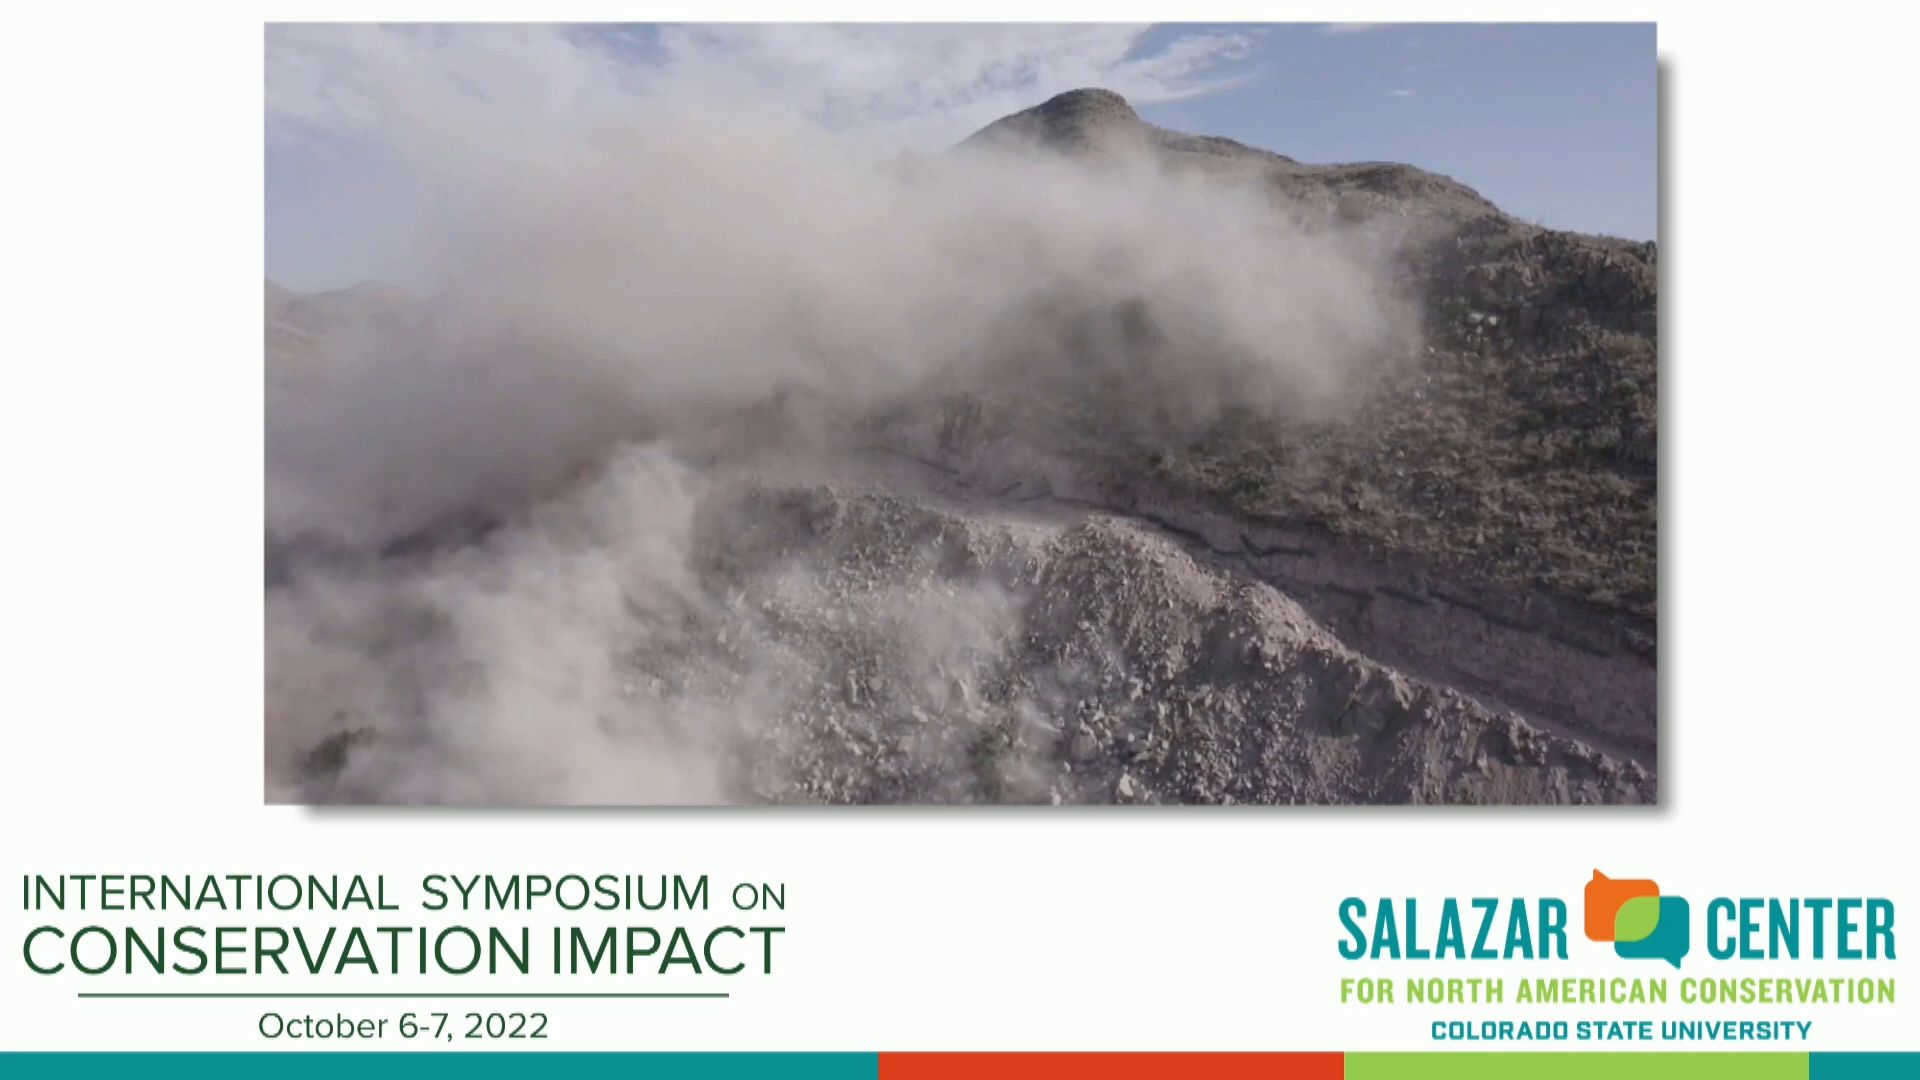 INTERNATIONAL SYMPOSIUM ON
CONSERVATION IMPACT
October 6-7, 2022
SALAZAR CENTER
FOR NORTH AMERICAN CONSERVATION
COLORADO STATE UNIVERSITY